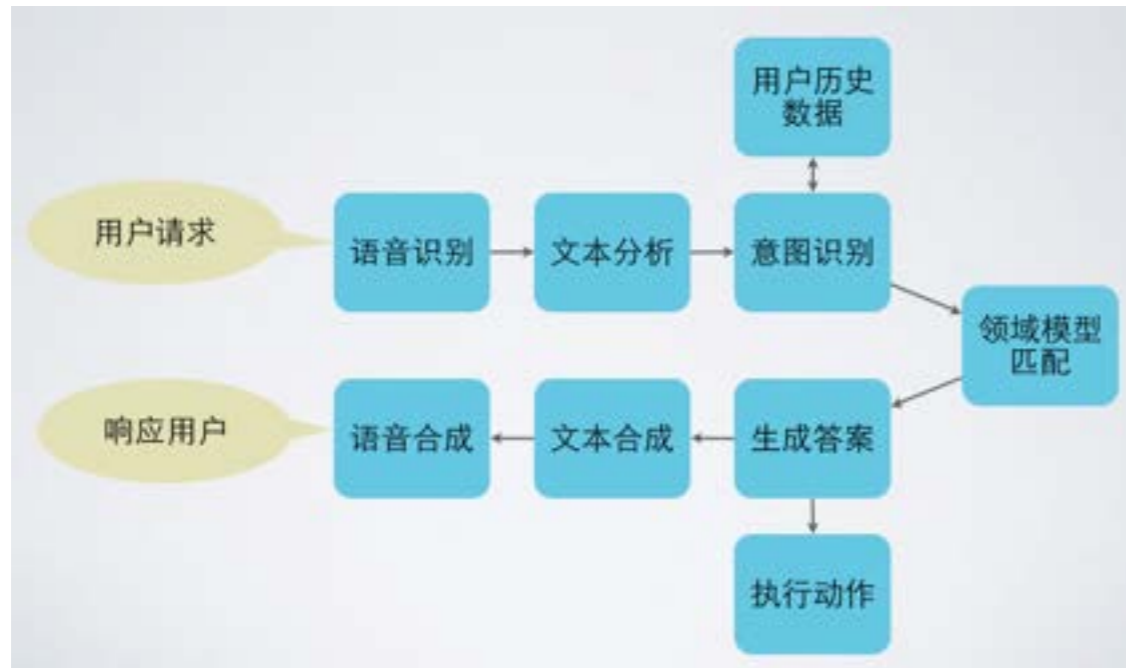 用户历史
数据
用户请求
语音识别
文本分析
意图识别
领域模型
匹配
响应用户
语音合成
文本合成
生成答案
执行动作